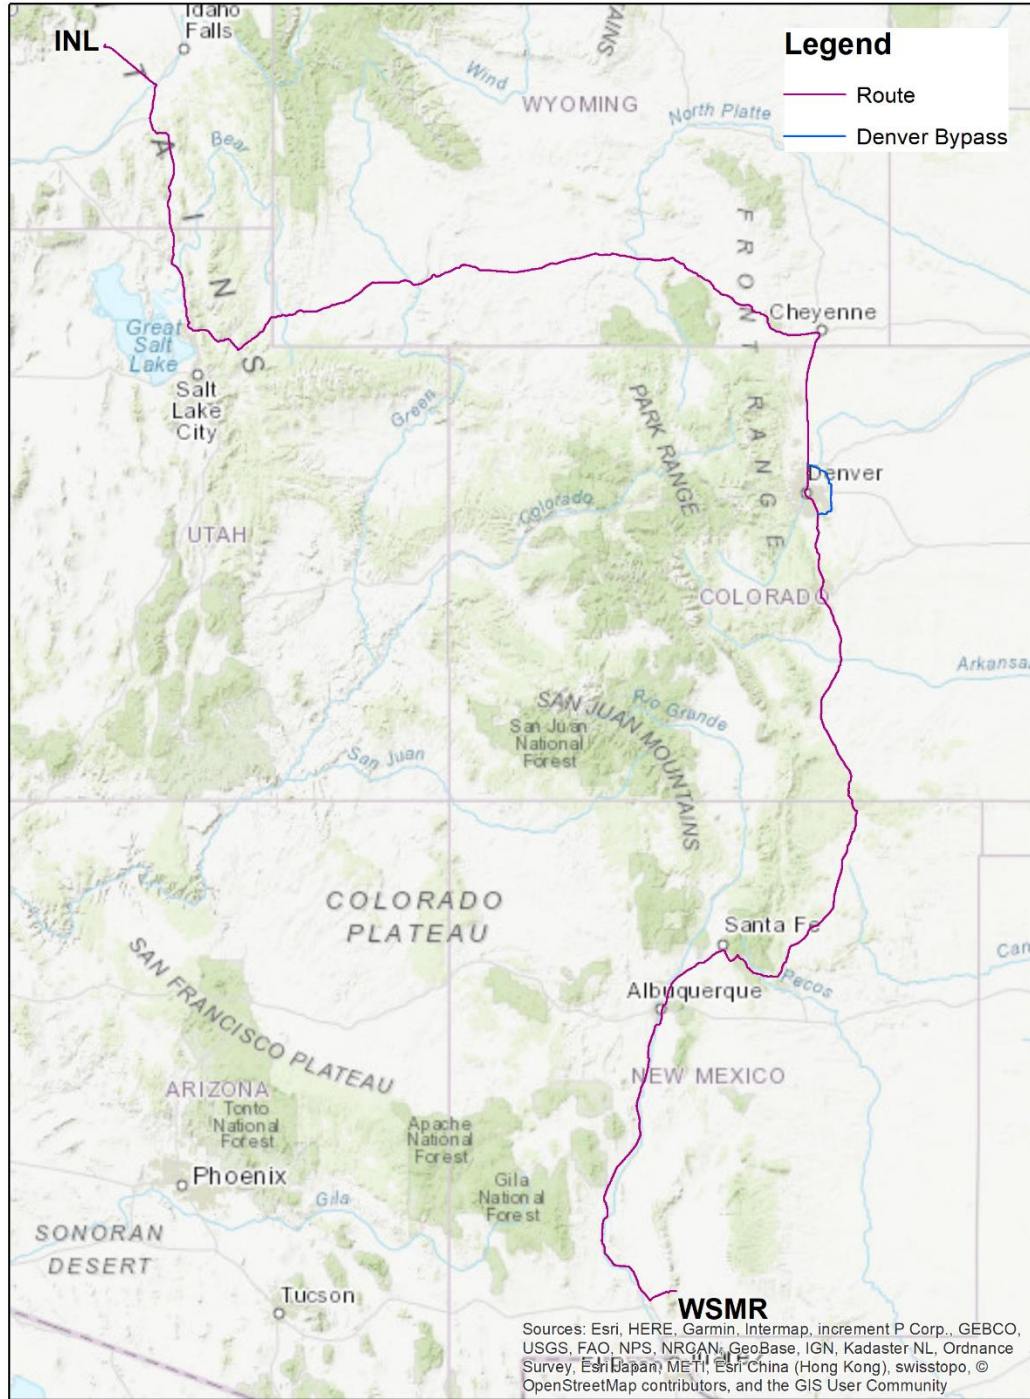 INL
Idaho
Falls
TAINS
Wind
WYOMING
North Platte
Legend
Route
Denver Bypass
Bear
T
A
I
N
S
FRONT RANGE
Cheyenne
Great
Salt
Lake
Salt
Lake
City
Green
PARK RANGE
Denver
Colorado
UTAH
COLORADO
Arkansa
SAN JUAN MOUNTAINS
Rio Grande
San Juan
National
Forest
San Juan
COLORADO
PLATEAU
Santa Fe
Can
Pecos
Albuquerque
SAN FRANCISCO PLATEAU
NEW MEXICO
ARIZONA
Tonto
National
Forest
Apache
National
Forest
Phoenix
Gila
National
Forest
Gila
SONORAN
DESERT
Tucson
WSMR
Sources: Esri, HERE, Garmin, Intermap, increment P Corp., GEBCO,
USGS, FAO, NPS, NRCAN, GeoBase, IGN, Kadaster NL, Ordnance
Survey, Esri Japan, METI, Esri China (Hong Kong), swisstopo, ©
OpenStreetMap contributors, and the GIS User Community